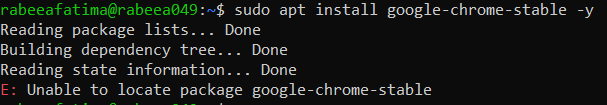 rabeeafatima@rabeea049:~$ sudo apt install google-chrome-stable -y
Reading package lists... Done
Building dependency tree... Done
Reading state information... Done
E: Unable to locate package google-chrome-stable